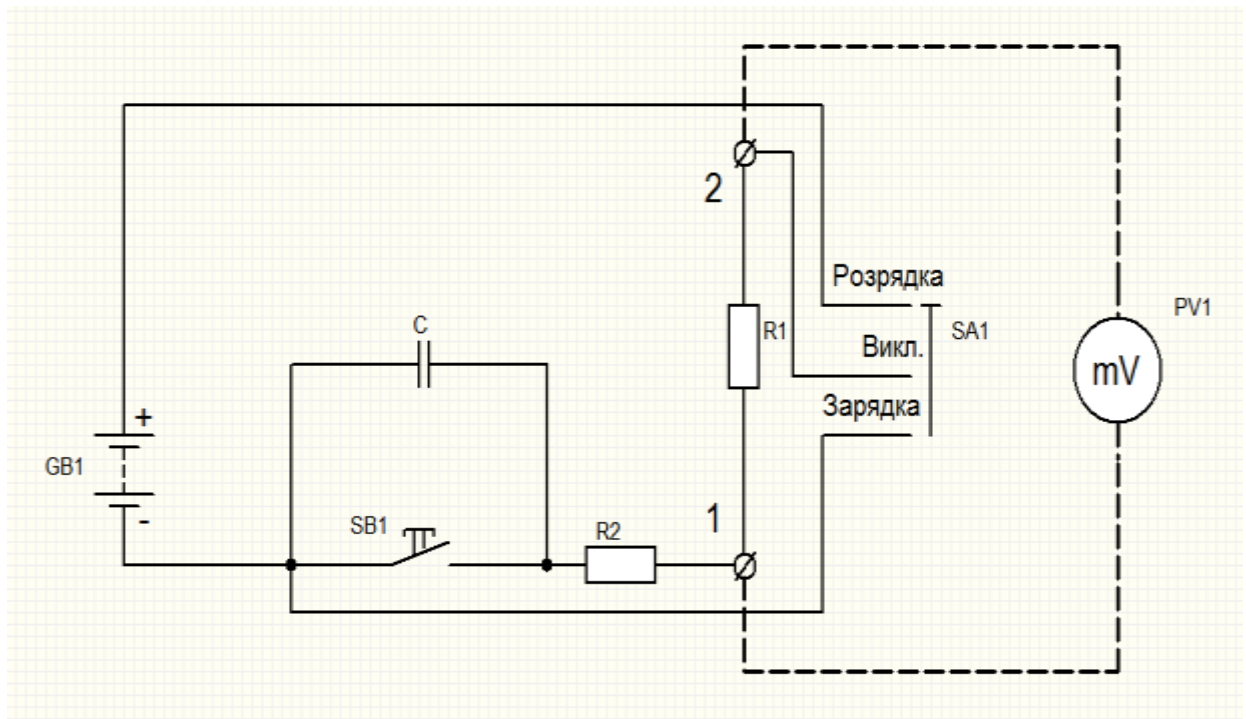 2
Розрядка
C
R1
Викл.
SA1
PV1
mV
Зарядка
+
GB1
-
SB1
R2
1